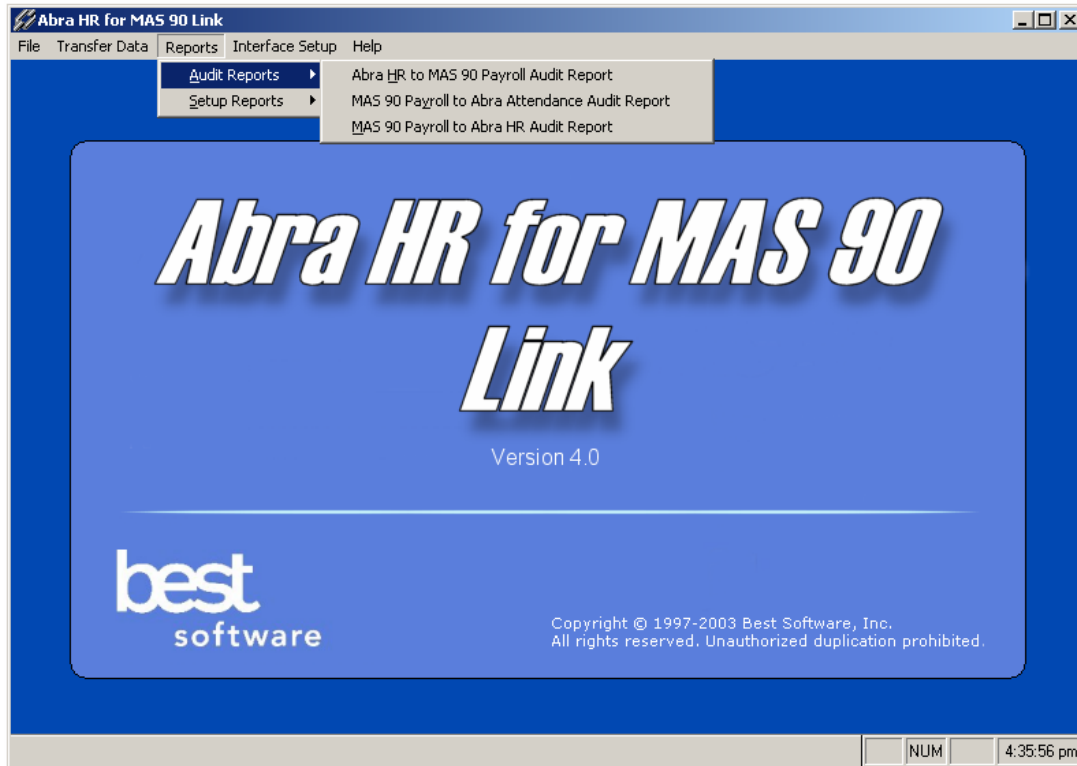 Abra HR for MAS 90 Link
File Transfer Data Reports Interface Setup Help
Audit Reports
Setup Reports
Abra HR to MAS 90 Payroll Audit Report
MAS 90 Payroll to Abra Attendance Audit Report
MAS 90 Payroll to Abra HR Audit Report
Abra HR for MAS 90
Link
Version 4.0
best
software
Copyright © 1997-2003 Best Software, Inc.
All rights reserved. Unauthorized duplication prohibited.
NUM 4:35:56 pm